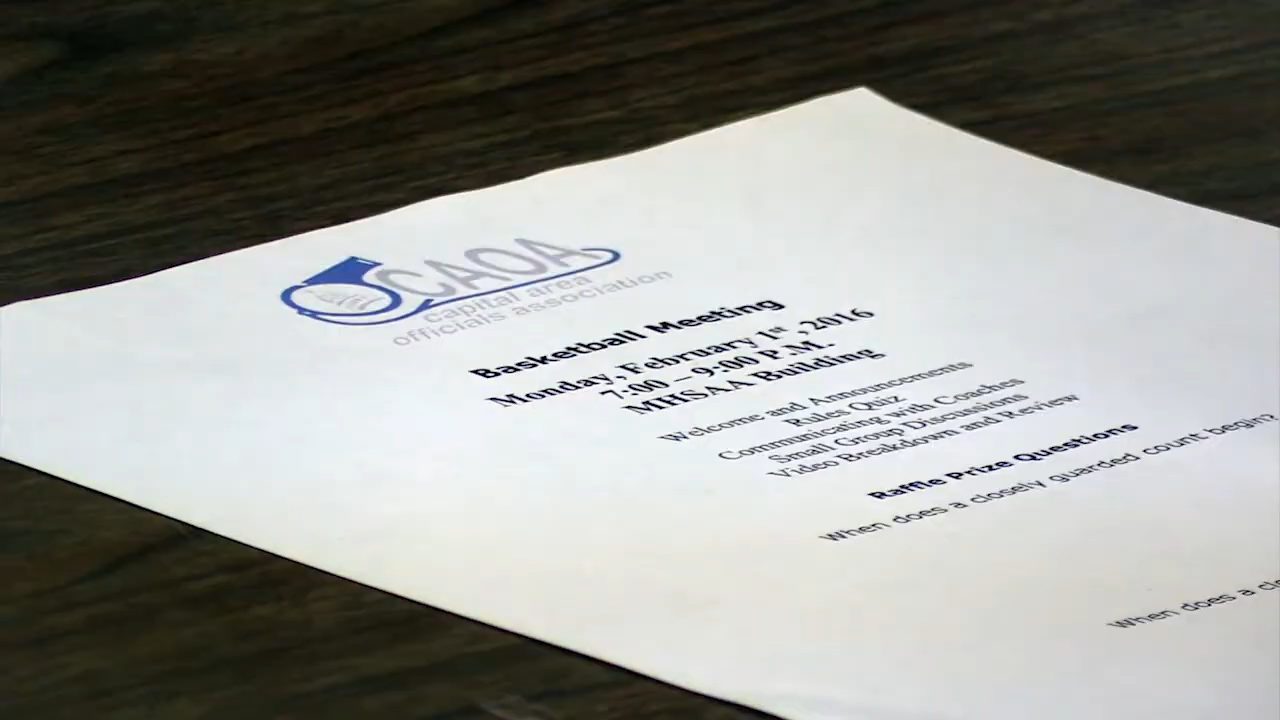 CAOA
capital area
officials association
Basketball Meeting
Monday, February 1st, 2016
7:00 – 9:00 P.M.
MHSAA Building
Welcome and Announcements
Rules Quiz
Communicating with Coaches
Small Group Discussions
Video Breakdown and Review
Raffle Prize Questions
When does a closely guarded count begin?
When does a